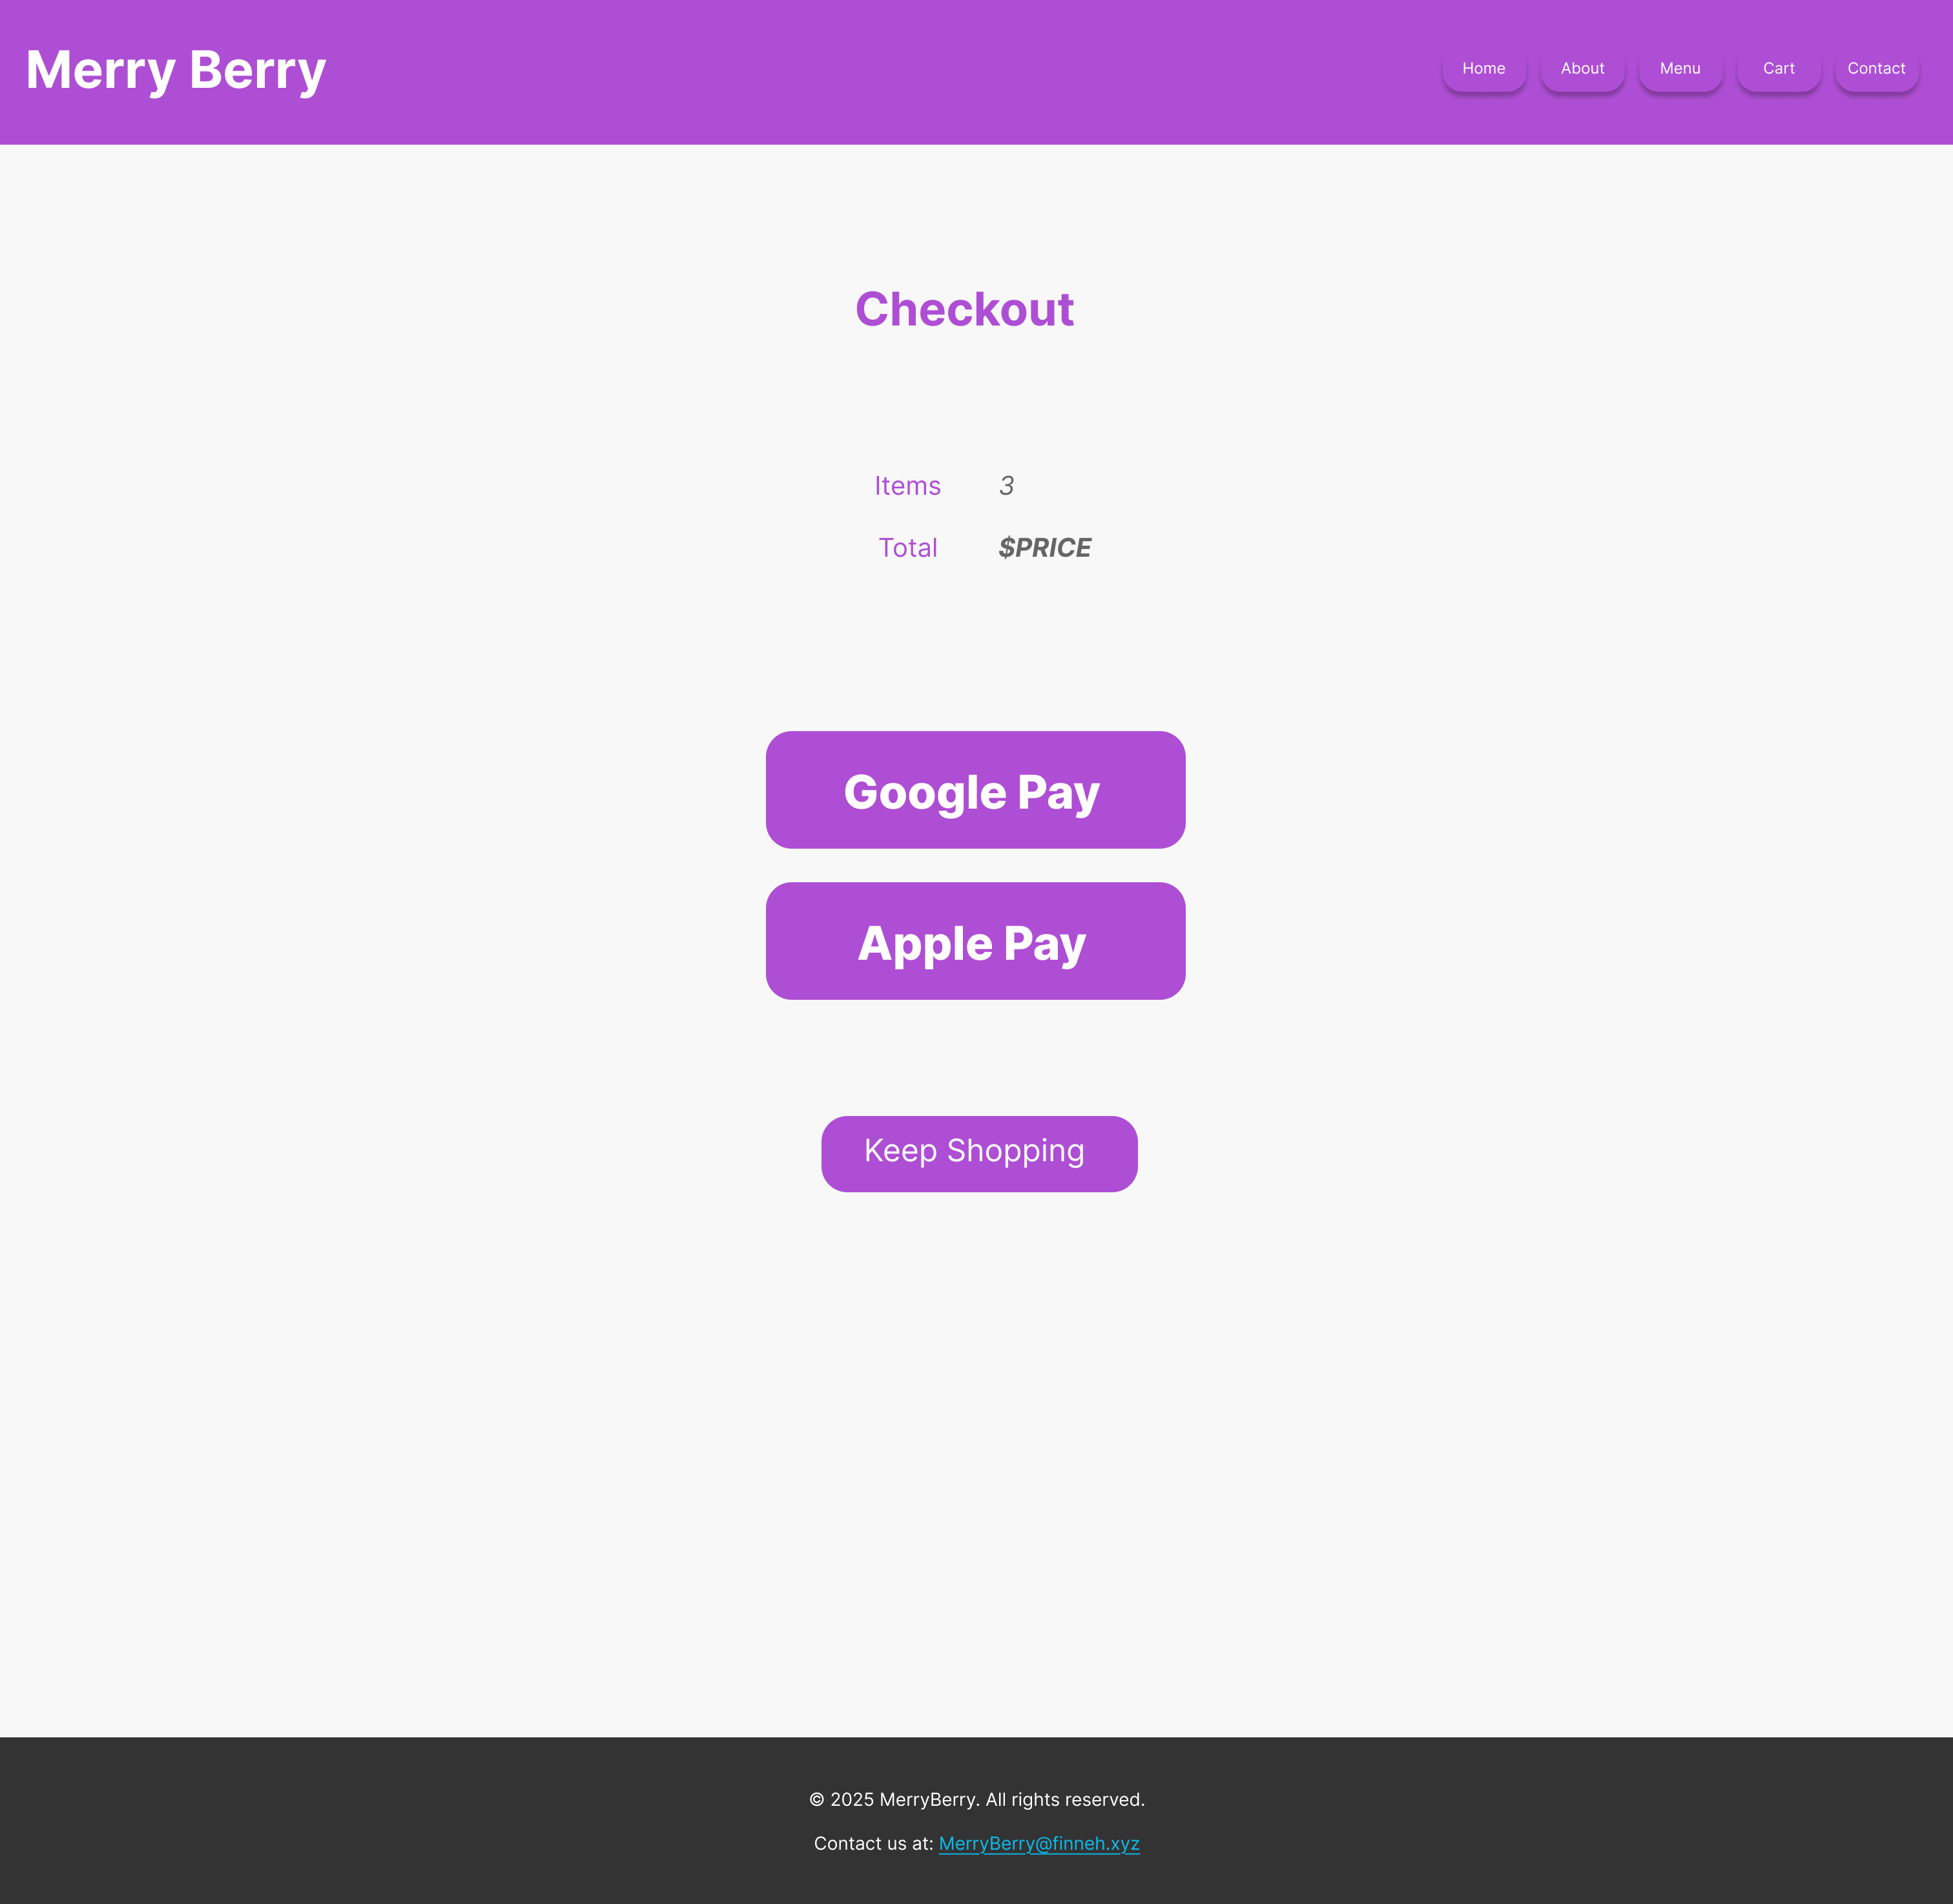 Merry Berry
Home About Menu Cart Contact
Checkout
Items 3
Total $PRICE
Google Pay
Apple Pay
Keep Shopping
© 2025 MerryBerry. All rights reserved.
Contact us at: MerryBerry@finneh.xyz